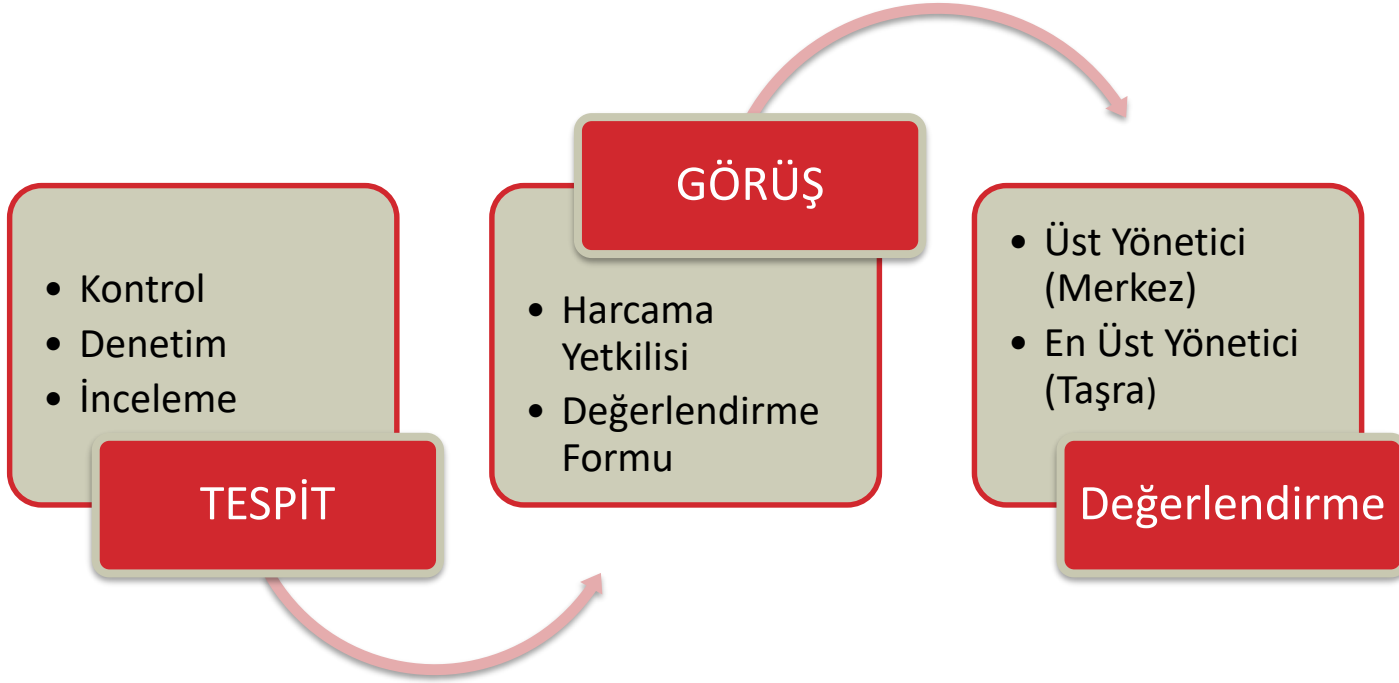 • Kontrol
• Denetim
• İnceleme
TESPİT
GÖRÜŞ
• Harcama
Yetkilisi
• Değerlendirme
Formu
• Üst Yönetici
(Merkez)
• En Üst Yönetici
(Taşra)
Değerlendirme